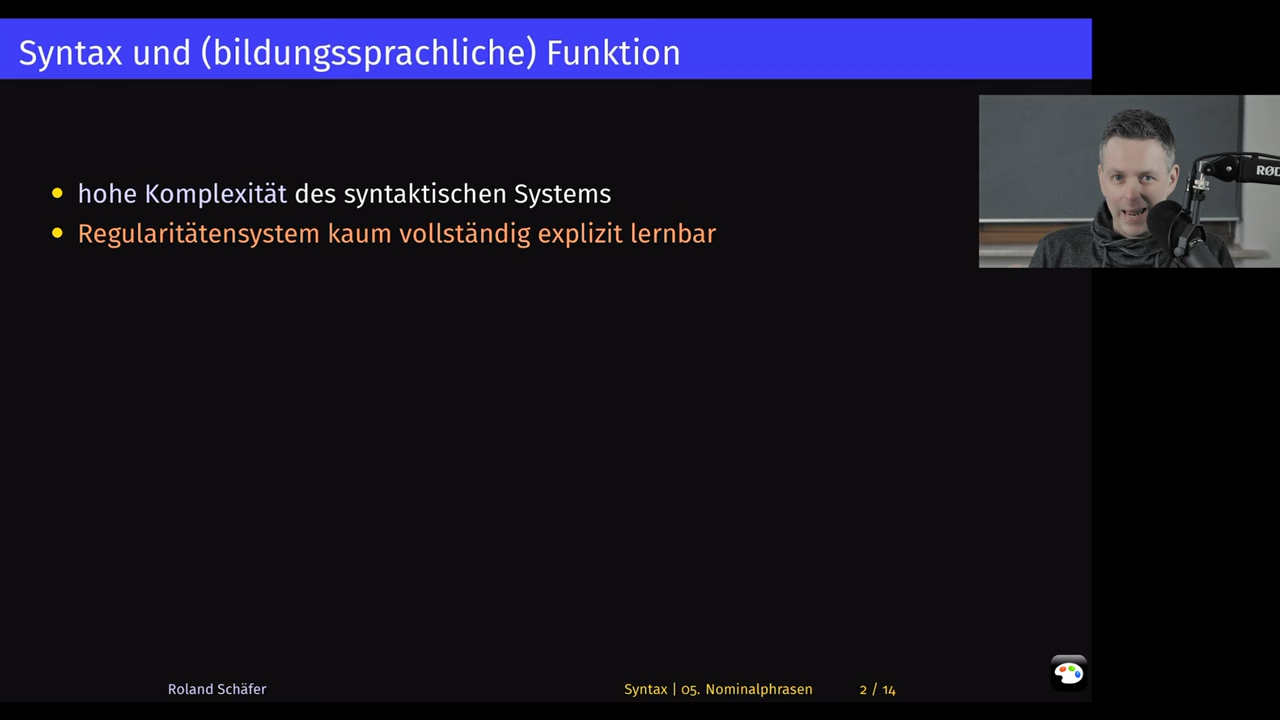 Syntax und (bildungssprachliche) Funktion
hohe Komplexität des syntaktischen Systems
Regularitätensystem kaum vollständig explizit lernbar
RØD
Roland Schäfer
Syntax | 05. Nominalphrasen
2 / 14